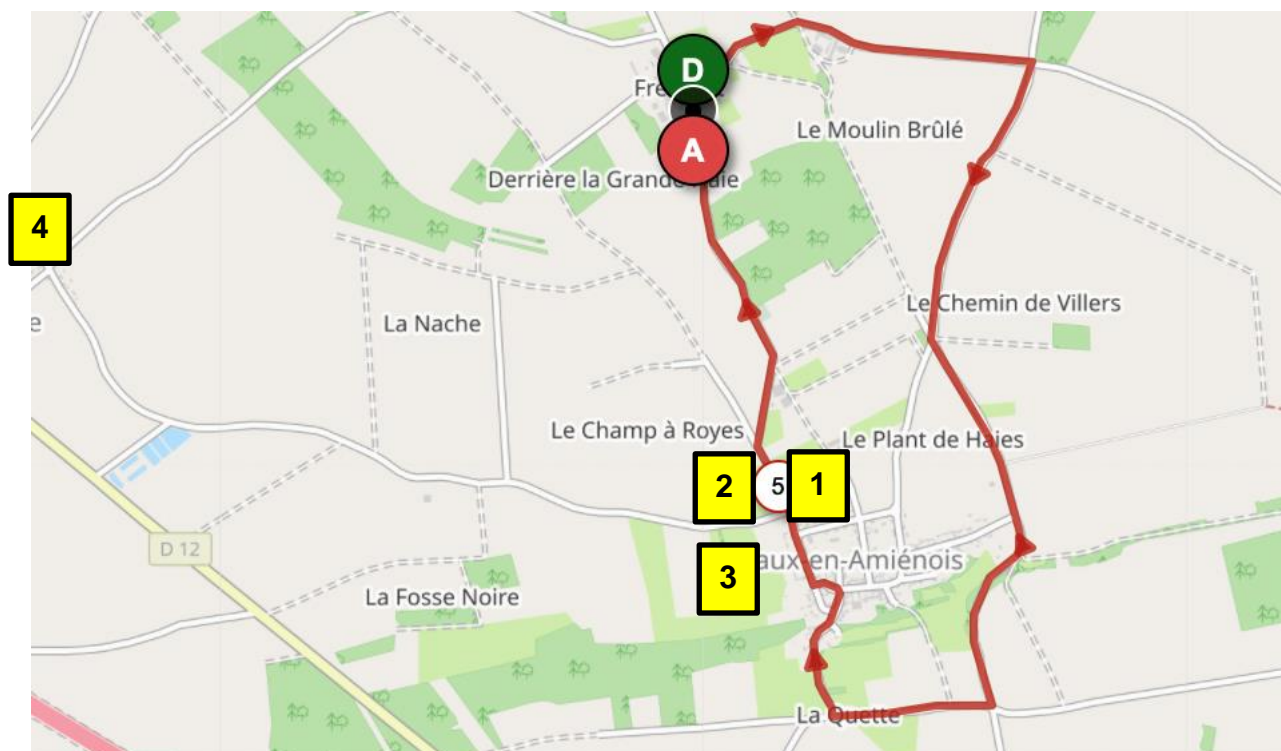 D
Fre
A
Le Moulin Brûlé
Derrière la Grande Haie
4
Le Chemin de Villers
e
La Nache
Le Champ à Royes
Le Plant de Haies
2
5
1
D 12
3
aux-en-Amiénois
La Fosse Noire
La Quette